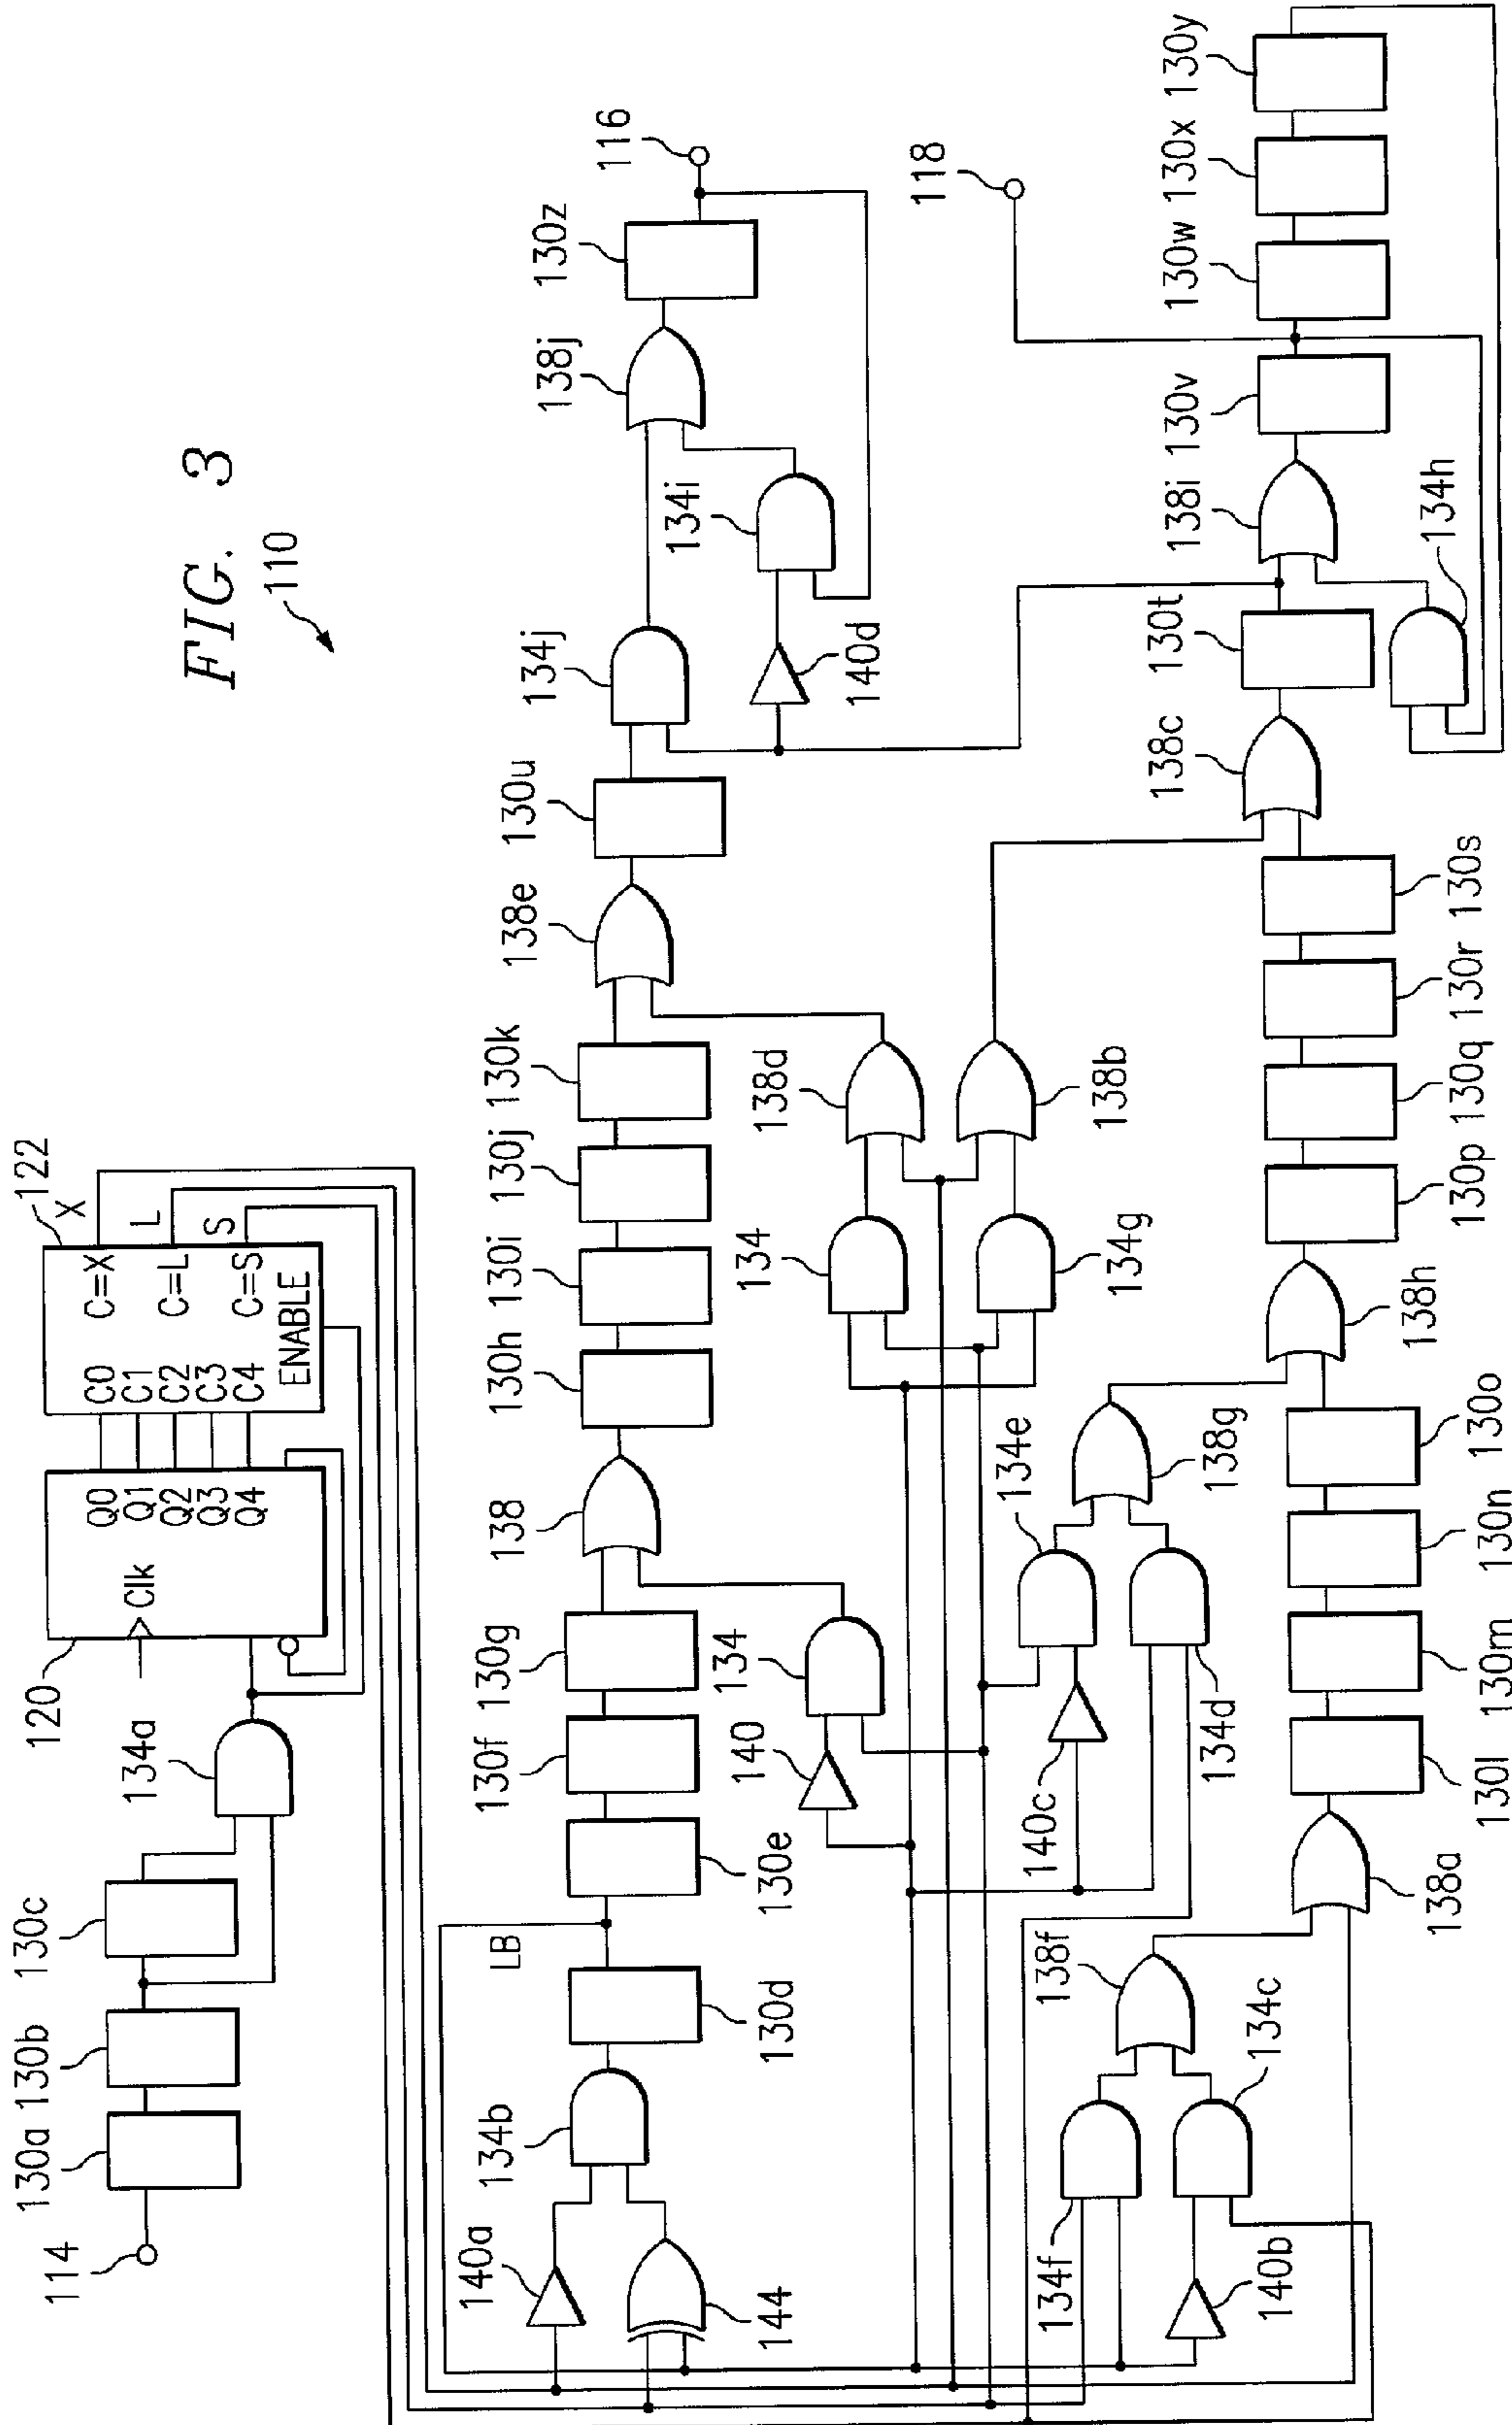 FIG. 3
110
114
130a
130b
130c
134a
120
Clk
Q0
Q1
Q2
Q3
Q4
C0
C1
C2
C3
C4
C=X
C=L
C=S
ENABLE
122
X
L
S
140a
144
134b
130d
LB
130e
130f
130g
140
134
138
130h
130i
130j
130k
138e
130u
134j
140d
134i
138j
130z
116
134
134g
138d
138b
118
134f
140b
134c
138f
140c
134e
134d
138g
138a
130l
130m
130n
130o
138h
130p
130q
130r
130s
138c
130t
134h
138i
130v
130w
130x
130y